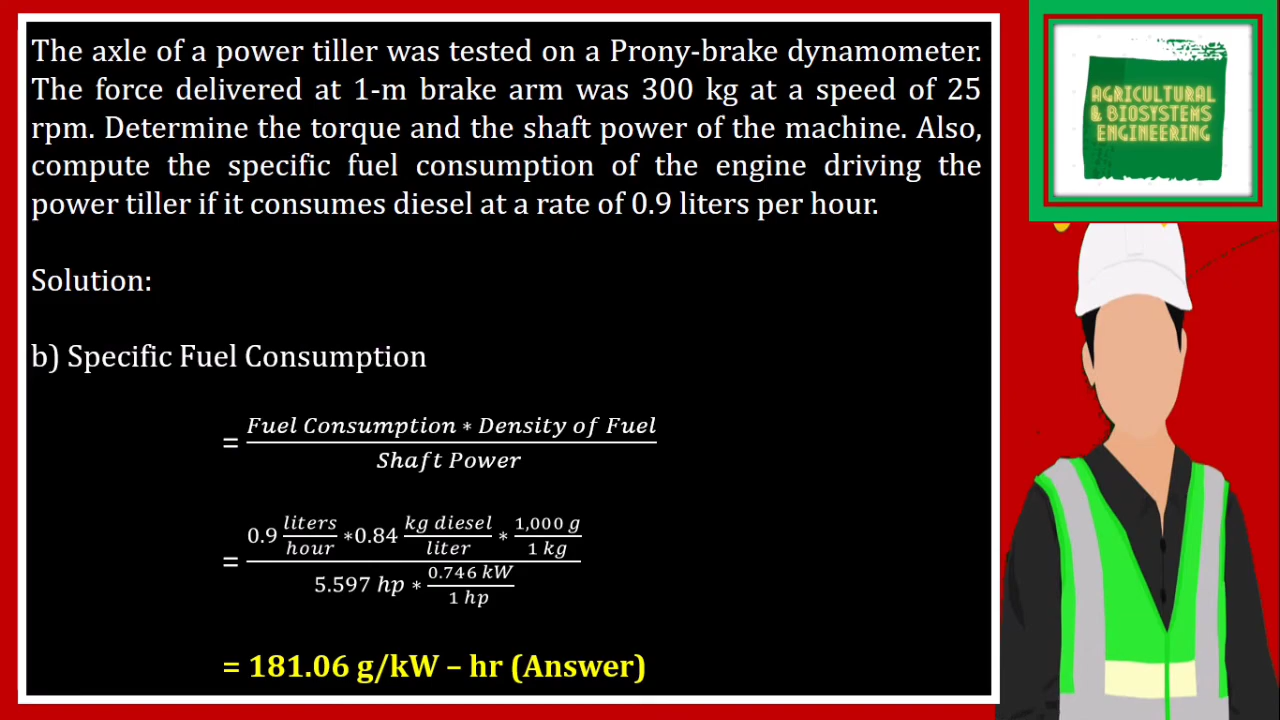 The axle of a power tiller was tested on a Prony-brake dynamometer.
The force delivered at 1-m brake arm was 300 kg at a speed of 25
rpm. Determine the torque and the shaft power of the machine. Also,
compute the specific fuel consumption of the engine driving the
power tiller if it consumes diesel at a rate of 0.9 liters per hour.
Solution:
b) Specific Fuel Consumption
= Fuel Consumption * Density of Fuel
Shaft Power
= 0.9 liters/hour *0.84 kg diesel/liter * 1,000 g/1 kg
5.597 hp * 0.746 kW/1 hp
= 181.06 g/kW – hr (Answer)
AGRICULTURAL
& BIOSYSTEMS
ENGINEERING